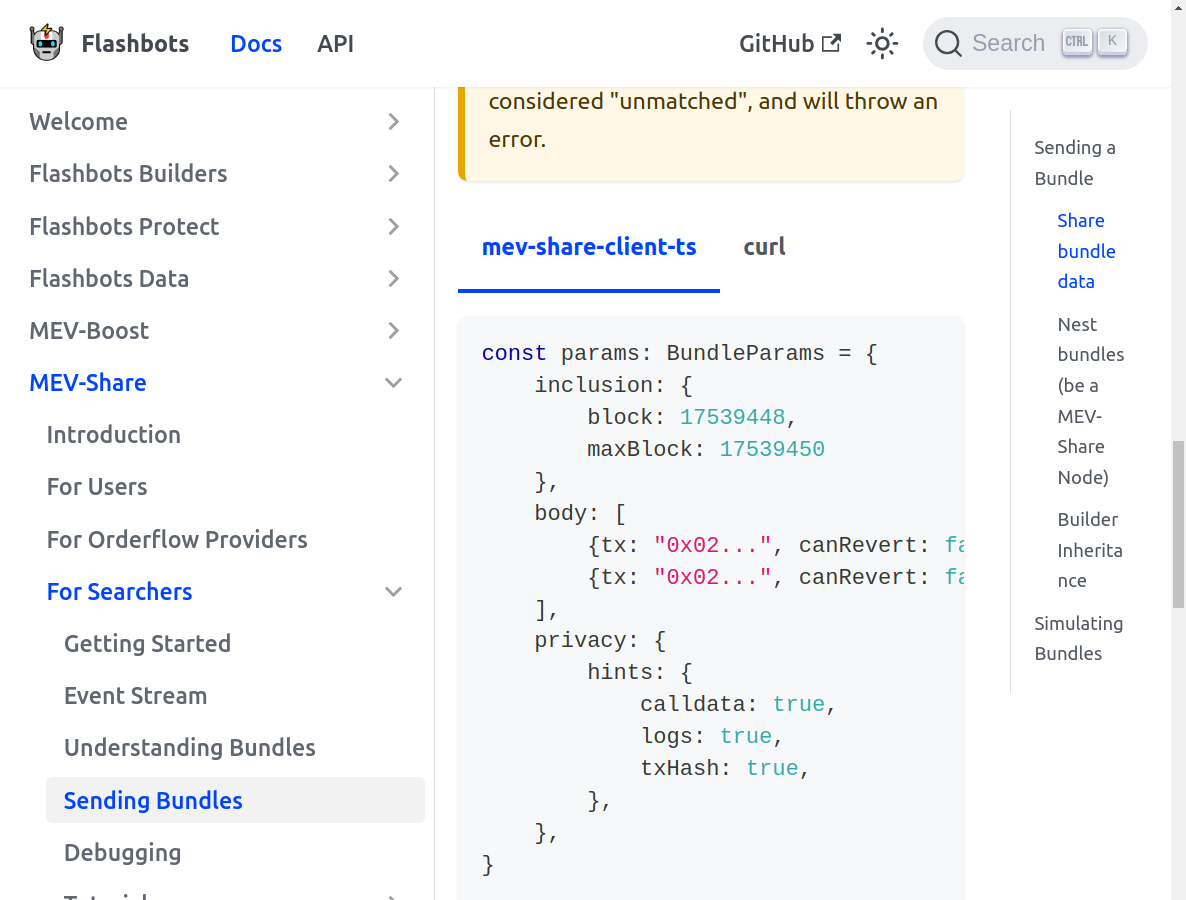 Flashbots
Docs
API
GitHub
Search
CTRL
K
Welcome
Flashbots Builders
Flashbots Protect
Flashbots Data
MEV-Boost
MEV-Share
Introduction
For Users
For Orderflow Providers
For Searchers
Getting Started
Event Stream
Understanding Bundles
Sending Bundles
Debugging
considered "unmatched", and will throw an
error.
mev-share-client-ts
curl
const params: BundleParams = {
inclusion: {
block: 17539448,
maxBlock: 17539450
},
body: [
{tx: "0x02...", canRevert: fa
{tx: "0x02...", canRevert: fa
],
privacy: {
hints: {
calldata: true,
logs: true,
txHash: true,
},
},
}
Sending a
Bundle
Share
bundle
data
Nest
bundles
(be a
MEV-
Share
Node)
Builder
Inherita
nce
Simulating
Bundles